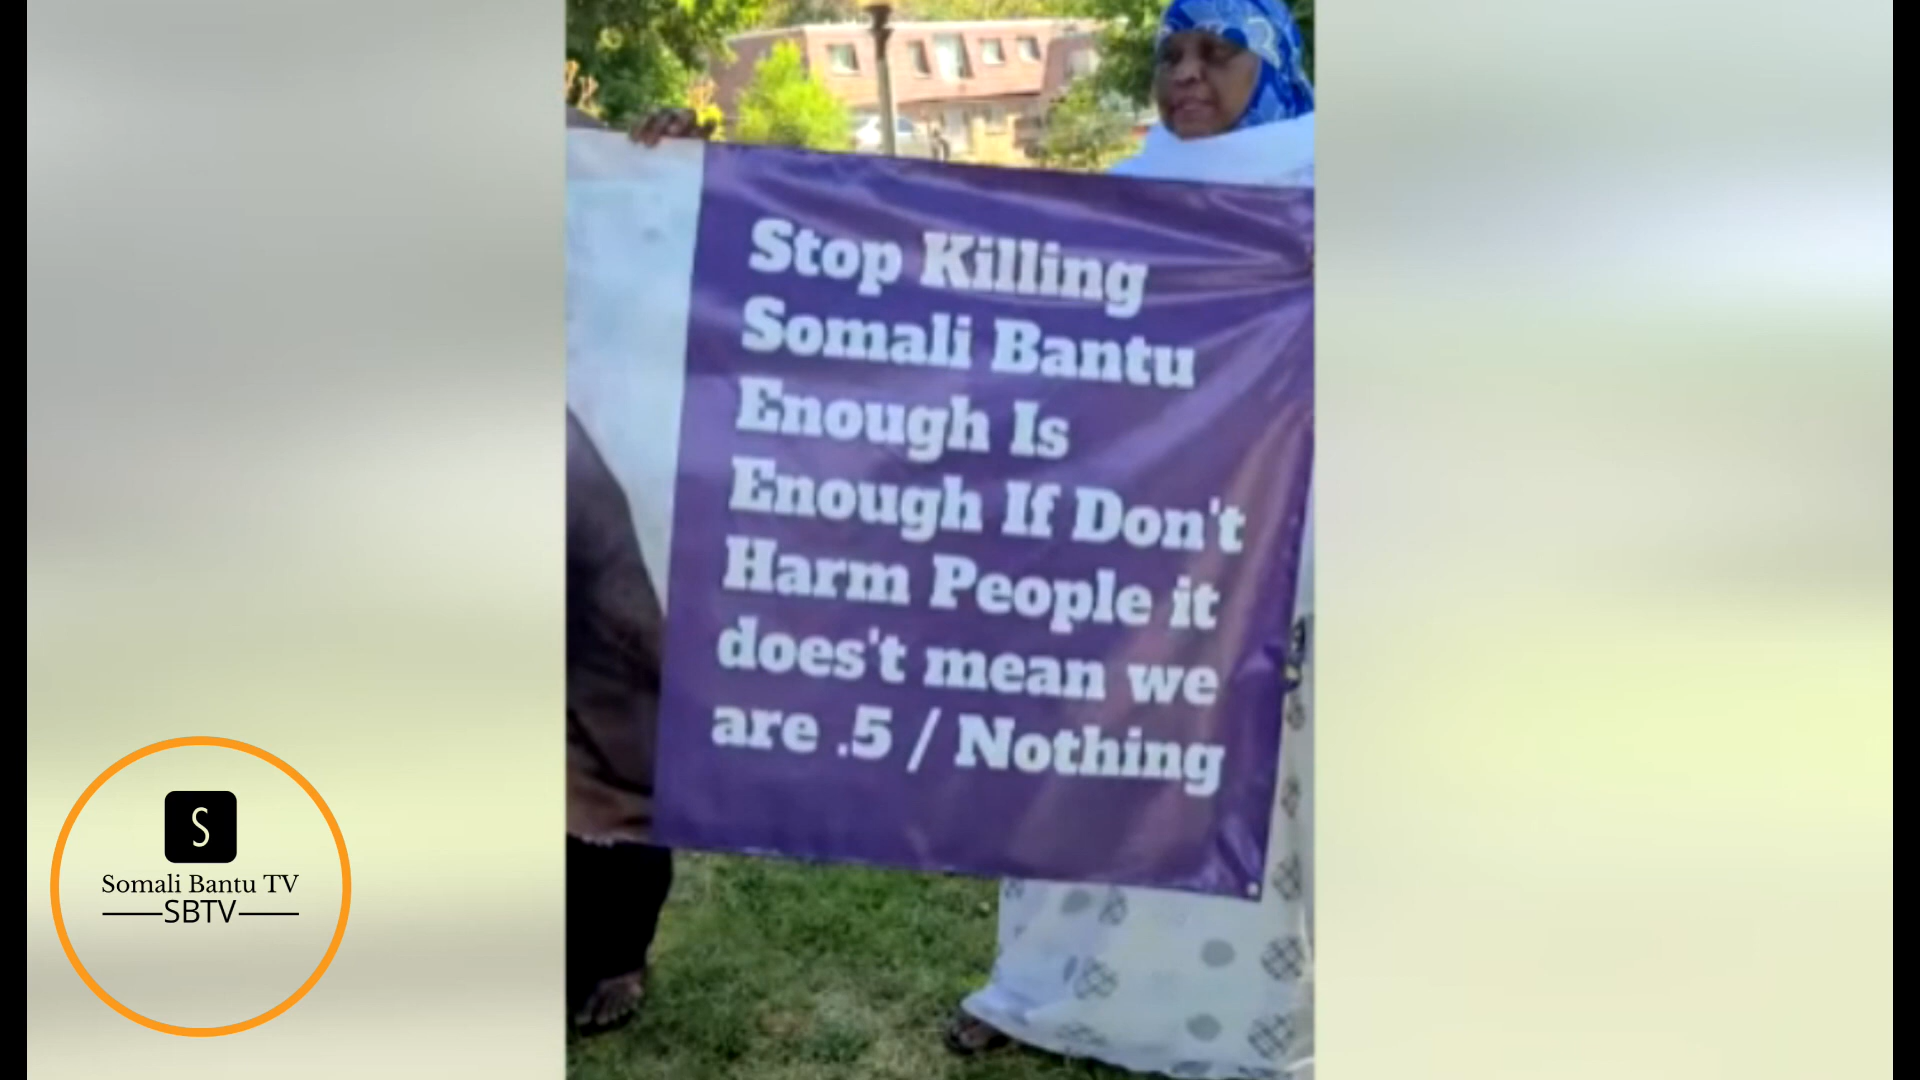 Stop Killing
Somali Bantu
Enough Is
Enough If Don't
Harm People it
does't mean we
are .5 / Nothing
S
Somali Bantu TV
SBTV